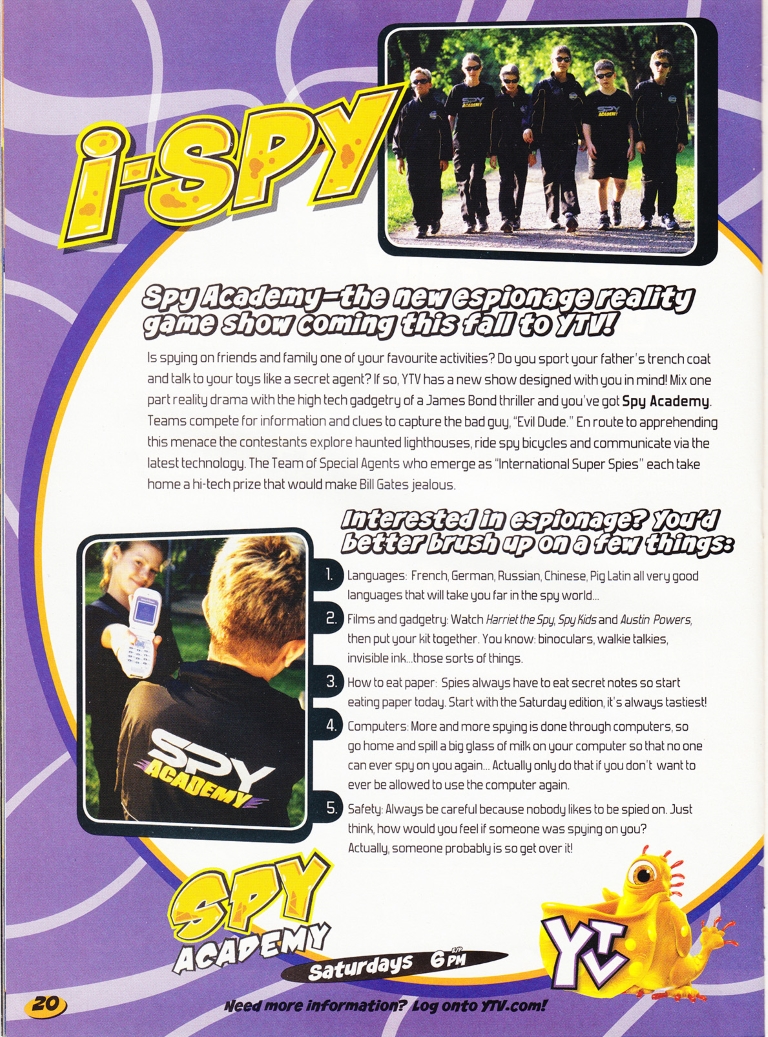 i-SPY
SPY
ACADEMY
SPY
ACADEMY
Spy Academy–the new espionage reality
game show coming this fall to YTV!
Is spying on friends and family one of your favourite activities? Do you sport your father's trench coat
and talk to your toys like a secret agent? If so, YTV has a new show designed with you in mind! Mix one
part reality drama with the high tech gadgetry of a James Bond thriller and you've got Spy Academy.
Teams compete for information and clues to capture the bad guy, "Evil Dude." En route to apprehending
this menace the contestants explore haunted lighthouses, ride spy bicycles and communicate via the
latest technology. The Team of Special Agents who emerge as "International Super Spies" each take
home a hi-tech prize that would make Bill Gates jealous.
Interested in espionage? You'd
better brush up on a few things:
1. Languages: French, German, Russian, Chinese, Pig Latin all very good
languages that will take you far in the spy world...
2. Films and gadgetry: Watch Harriet the Spy, Spy Kids and Austin Powers,
then put your kit together. You know: binoculars, walkie talkies,
invisible ink...those sorts of things.
3. How to eat paper: Spies always have to eat secret notes so start
eating paper today. Start with the Saturday edition, it's always tastiest!
4. Computers: More and more spying is done through computers, so
go home and spill a big glass of milk on your computer so that no one
can ever spy on you again... Actually only do that if you don't want to
ever be allowed to use the computer again.
5. Safety: Always be careful because nobody likes to be spied on. Just
think, how would you feel if someone was spying on you?
Actually, someone probably is so get over it!
SPY
ACADEMY
SPY
ACADEMY
Saturdays 6 PM
YTV
20
Need more information? Log onto YTV.com!